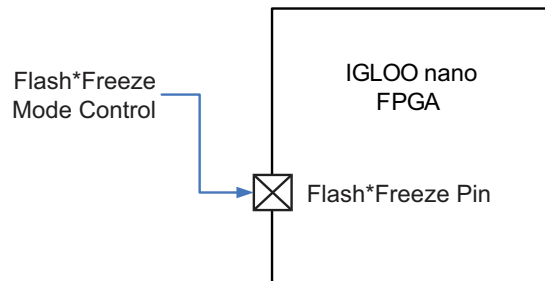 Flash*Freeze
Mode Control
IGLOO nano
FPGA
Flash*Freeze Pin